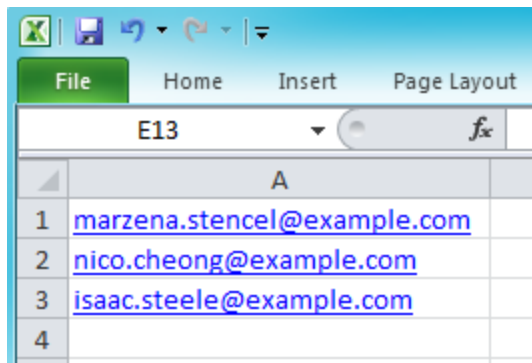 File Home Insert Page Layout
E13 fx
A
1 marzena.stencel@example.com
2 nico.cheong@example.com
3 isaac.steele@example.com
4